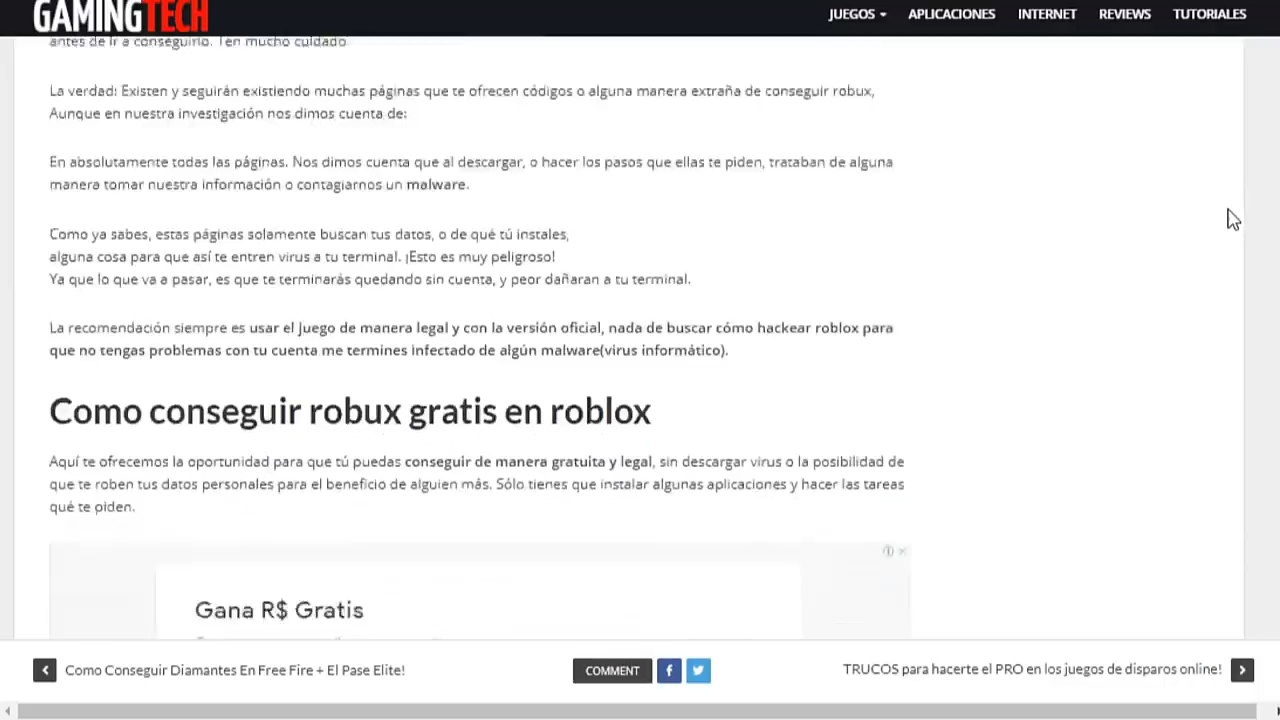 GAMINGTECH
JUEGOS APLICACIONES INTERNET REVIEWS TUTORIALES
antes de ir a conseguirlo. Ten mucho cuidado
La verdad: Existen y seguirán existiendo muchas páginas que te ofrecen códigos o alguna manera extraña de conseguir robux,
Aunque en nuestra investigación nos dimos cuenta de:
En absolutamente todas las páginas. Nos dimos cuenta que al descargar, o hacer los pasos que ellas te piden, trataban de alguna
manera tomar nuestra información o contagiarnos un malware.
Como ya sabes, estas páginas solamente buscan tus datos, o de qué tú instales,
alguna cosa para que así te entren virus a tu terminal. ¡Esto es muy peligroso!
Ya que lo que va a pasar, es que te terminarás quedando sin cuenta, y peor dañaran a tu terminal.
La recomendación siempre es usar el juego de manera legal y con la versión oficial, nada de buscar cómo hackear roblox para
que no tengas problemas con tu cuenta me termines infectado de algún malware(virus informático).
Como conseguir robux gratis en roblox
Aquí te ofrecemos la oportunidad para que tú puedas conseguir de manera gratuita y legal, sin descargar virus o la posibilidad de
que te roben tus datos personales para el beneficio de alguien más. Sólo tienes que instalar algunas aplicaciones y hacer las tareas
qué te piden.
Gana R$ Gratis
Como Conseguir Diamantes En Free Fire + El Pase Elite!
COMMENT
TRUCOS para hacerte el PRO en los juegos de disparos online!